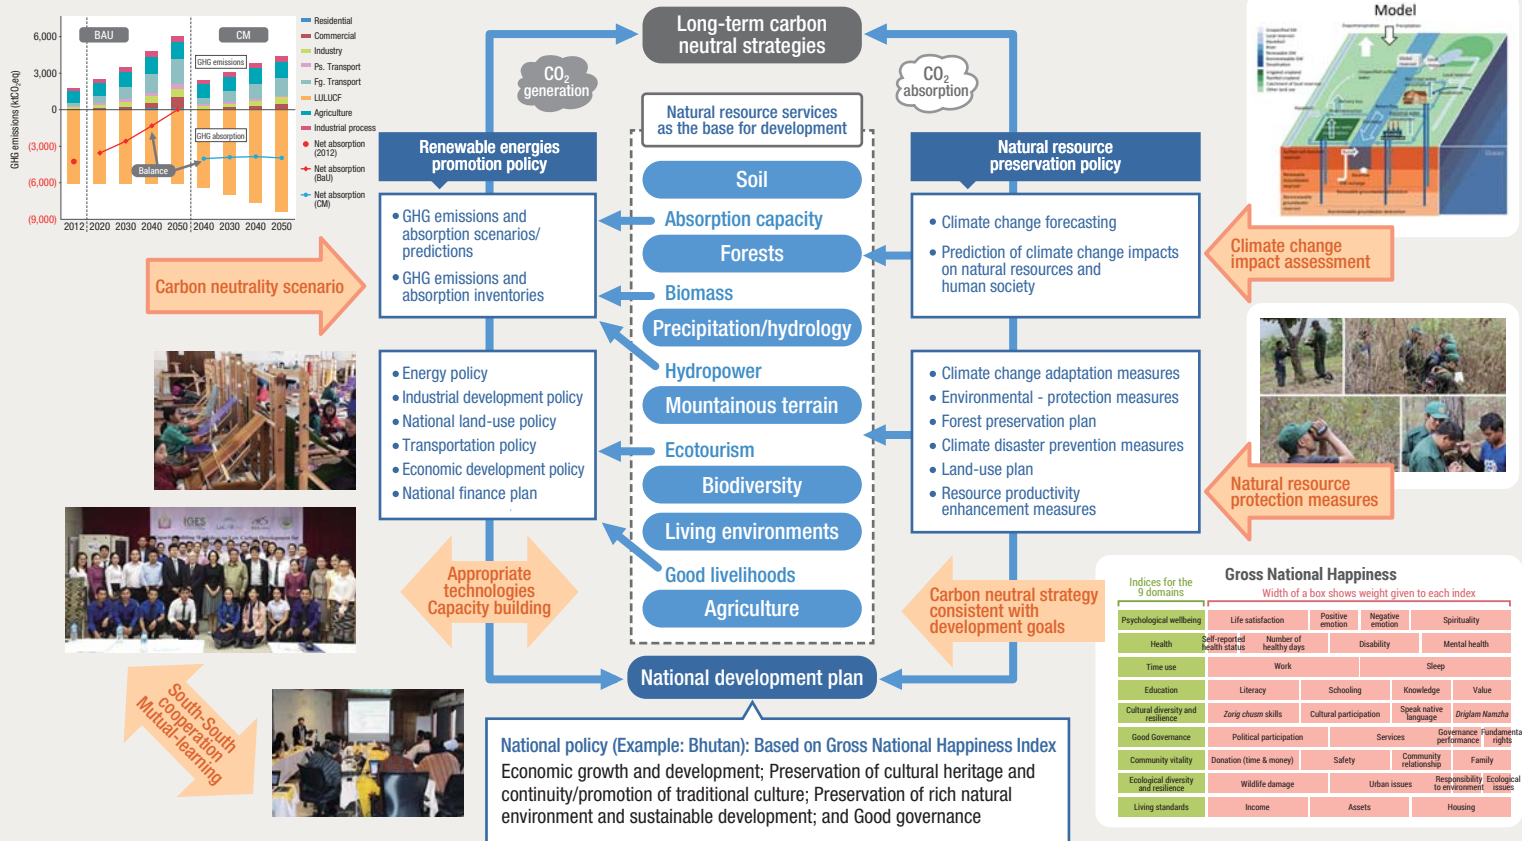 Long-term carbon
neutral strategies
BAU
CM
GHG emissions (ktCO2eq)
6,000
3,000
0
(3,000)
(6,000)
(9,000)
2012
2020
2030
2040
2050
2040
2030
2040
2050
GHG emissions
GHG absorption
Balance
Residential
Commercial
Industry
Ps. Transport
Fg. Transport
LULUCF
Agriculture
Industrial process
Net absorption
(2012)
Net absorption
(BaU)
Net absorption
(CM)
CO2
generation
CO2
absorption
Model
Natural resource services
as the base for development
Renewable energies
promotion policy
Natural resource
preservation policy
• GHG emissions and
absorption scenarios/
predictions
• GHG emissions and
absorption inventories
Soil
Absorption capacity
Forests
Biomass
Precipitation/hydrology
Hydropower
Mountainous terrain
Ecotourism
Biodiversity
Living environments
Good livelihoods
Agriculture
• Climate change forecasting
• Prediction of climate change impacts
on natural resources and
human society
Carbon neutrality scenario
Climate change
impact assessment
• Energy policy
• Industrial development policy
• National land-use policy
• Transportation policy
• Economic development policy
• National finance plan
• Climate change adaptation measures
• Environmental - protection measures
• Forest preservation plan
• Climate disaster prevention measures
• Land-use plan
• Resource productivity
enhancement measures
Natural resource
protection measures
IGES
Appropriate
technologies
Capacity building
Carbon neutral strategy
consistent with
development goals
South-South
cooperation
Mutual-learning
National development plan
National policy (Example: Bhutan): Based on Gross National Happiness Index
Economic growth and development; Preservation of cultural heritage and
continuity/promotion of traditional culture; Preservation of rich natural
environment and sustainable development; and Good governance
Gross National Happiness
Indices for the
9 domains
Width of a box shows weight given to each index
Psychological wellbeing
Life satisfaction
Positive
emotion
Negative
emotion
Spirituality
Health
Self-reported
health status
Number of
healthy days
Disability
Mental health
Time use
Work
Sleep
Education
Literacy
Schooling
Knowledge
Value
Cultural diversity and
resilience
Zorig chusm skills
Cultural participation
Speak native
language
Driglam Namzha
Good Governance
Political participation
Services
Governance
performance
Fundamental
rights
Community vitality
Donation (time & money)
Safety
Community
relationship
Family
Ecological diversity
and resilience
Wildlife damage
Urban issues
Responsibility
to environment
Ecological
issues
Living standards
Income
Assets
Housing